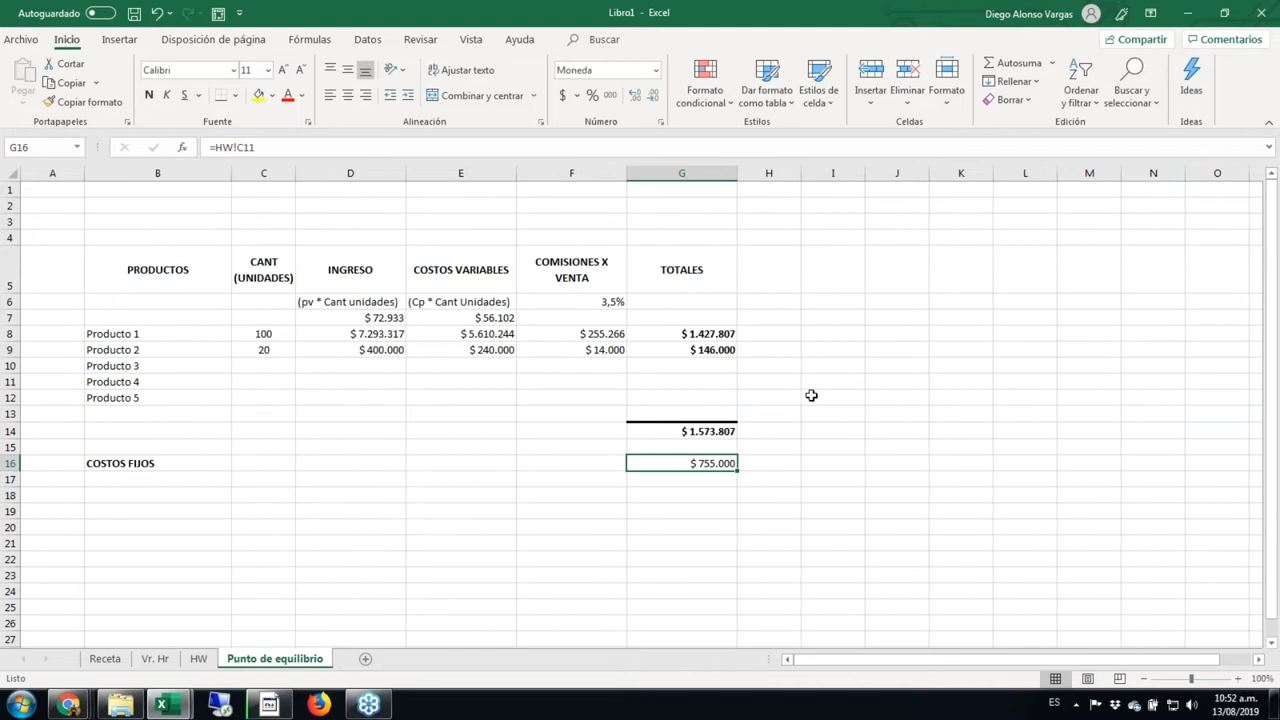 Autoguardado
Libro1 - Excel
Diego Alonso Vargas
Archivo Inicio Insertar Disposición de página Fórmulas Datos Revisar Vista Ayuda Buscar
Compartir Comentarios
Pegar
Cortar
Copiar
Copiar formato
Portapapeles
Calibri 11
N K S
Fuente
Ajustar texto
Combinar y centrar
Alineación
Moneda
$ % 000
Número
Formato condicional
Dar formato como tabla
Estilos de celda
Estilos
Insertar Eliminar Formato
Celdas
Autosuma
Rellenar
Borrar
Ordenar y filtrar
Buscar y seleccionar
Edición
Ideas
Ideas
G16 fx =HW!C11
A B C D E F G H I J K L M N O
1
2
3
4
5 PRODUCTOS CANT (UNIDADES) INGRESO COSTOS VARIABLES COMISIONES X VENTA TOTALES
6 (pv * Cant unidades) (Cp * Cant Unidades) 3,5%
7 $ 72.933 $ 56.102
8 Producto 1 100 $ 7.293.317 $ 5.610.244 $ 255.266 $ 1.427.807
9 Producto 2 20 $ 400.000 $ 240.000 $ 14.000 $ 146.000
10 Producto 3
11 Producto 4
12 Producto 5
13
14 $ 1.573.807
15
16 COSTOS FIJOS $ 755.000
17
18
19
20
21
22
23
24
25
26
27
Receta Vr. Hr HW Punto de equilibrio
Listo
100%
ES
10:52 a.m.
13/08/2019